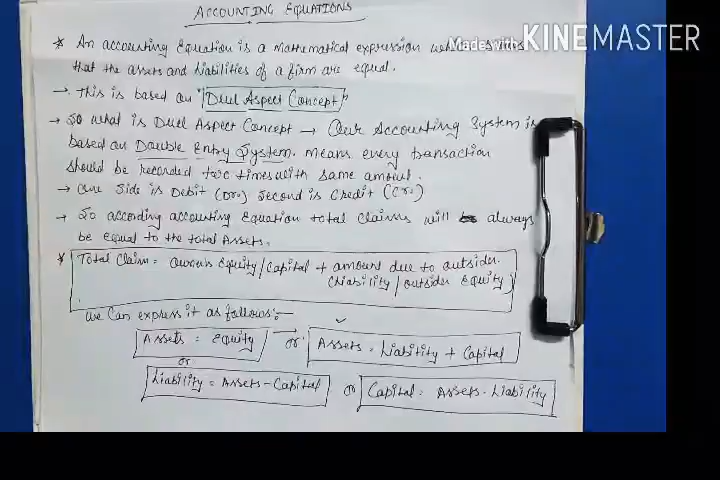 ACCOUNTING EQUATIONS
Made with KINEMASTER
* An accounting Equation is a Mathematical expression which
that the assets and liabilities of a firm are equal.
→ This is based on "Duel Aspect Concept"
→ So what is Duel Aspect Concept → Our Accounting System is
based on Double Entry System. Means every transaction
should be recorded two times with same amount.
→ One Side is Debit (Dr.) Second is Credit (Cr.)
→ So according accounting Equation total Claims will always
be equal to the total Assets.
* Total Claim = owners Equity/Capital + amount due to outsider.
(liability/outsider Equity)
we can express it as follows:-
Assets = Equity → or Assets = Liability + Capital
or
Liability = Assets - Capital or Capital = Assets - Liability